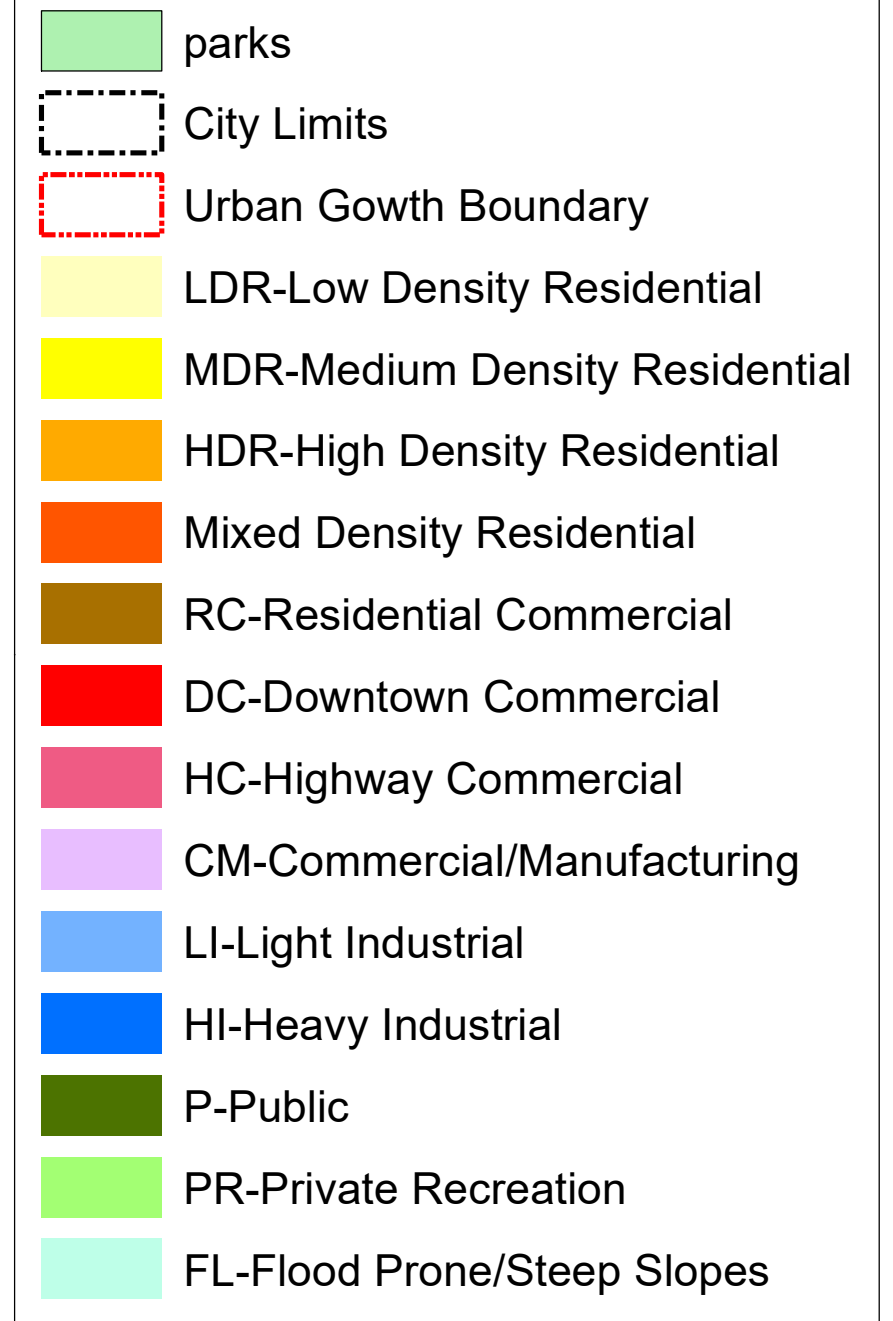 parks
City Limits
Urban Gowth Boundary
LDR-Low Density Residential
MDR-Medium Density Residential
HDR-High Density Residential
Mixed Density Residential
RC-Residential Commercial
DC-Downtown Commercial
HC-Highway Commercial
CM-Commercial/Manufacturing
LI-Light Industrial
HI-Heavy Industrial
P-Public
PR-Private Recreation
FL-Flood Prone/Steep Slopes